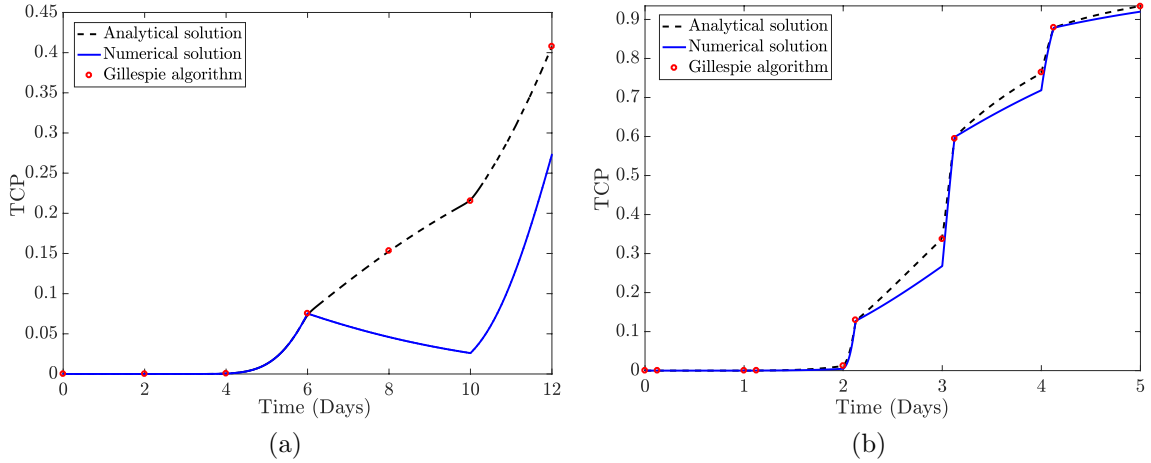 0.45
0.4
0.35
0.3
0.25
0.2
0.15
0.1
0.05
0
TCP
Analytical solution
Numerical solution
Gillespie algorithm
0 2 4 6 8 10 12
Time (Days)
(a)
0.9
0.8
0.7
0.6
0.5
0.4
0.3
0.2
0.1
0
TCP
Analytical solution
Numerical solution
Gillespie algorithm
0 1 2 3 4 5
Time (Days)
(b)